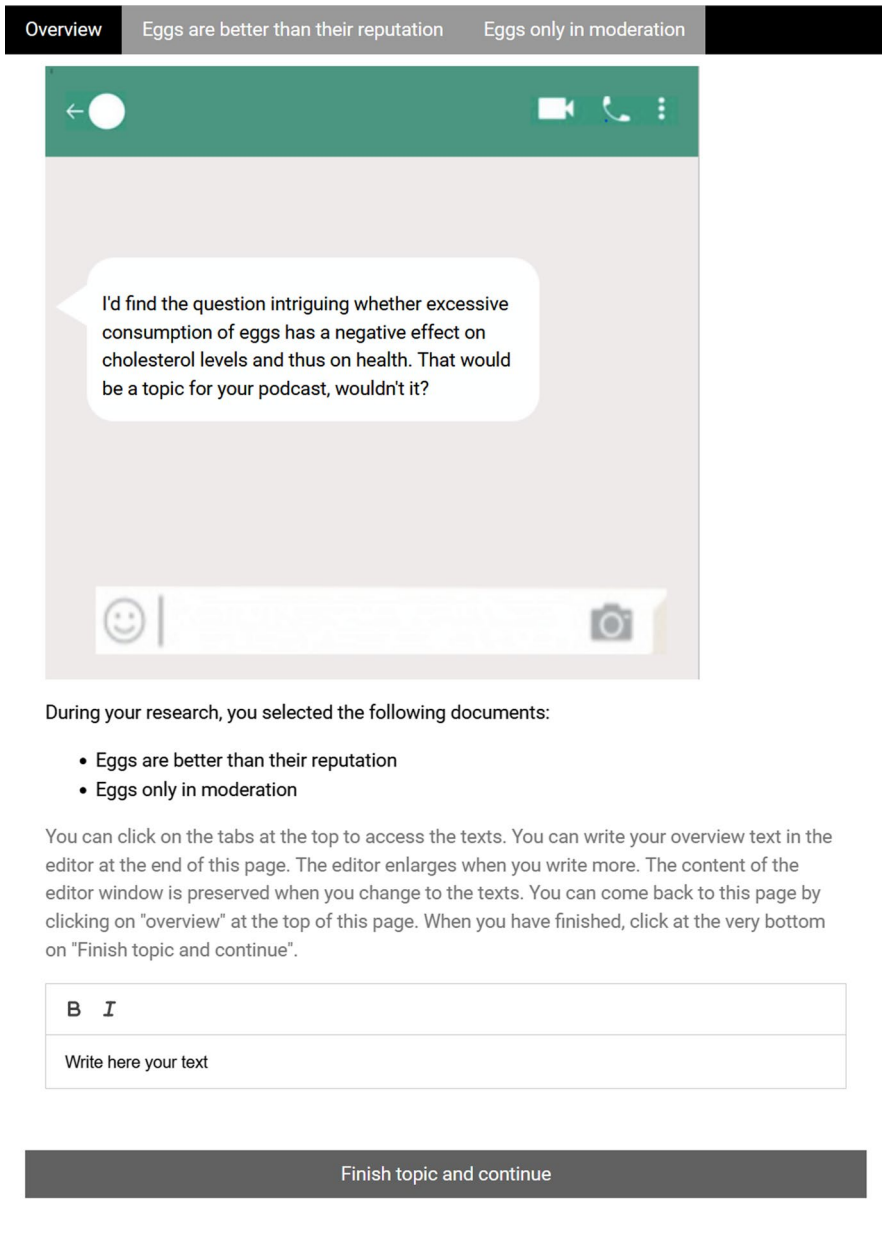 Overview Eggs are better than their reputation Eggs only in moderation
I'd find the question intriguing whether excessive
consumption of eggs has a negative effect on
cholesterol levels and thus on health. That would
be a topic for your podcast, wouldn't it?
During your research, you selected the following documents:
• Eggs are better than their reputation
• Eggs only in moderation
You can click on the tabs at the top to access the texts. You can write your overview text in the
editor at the end of this page. The editor enlarges when you write more. The content of the
editor window is preserved when you change to the texts. You can come back to this page by
clicking on "overview" at the top of this page. When you have finished, click at the very bottom
on "Finish topic and continue".
B I
Write here your text
Finish topic and continue